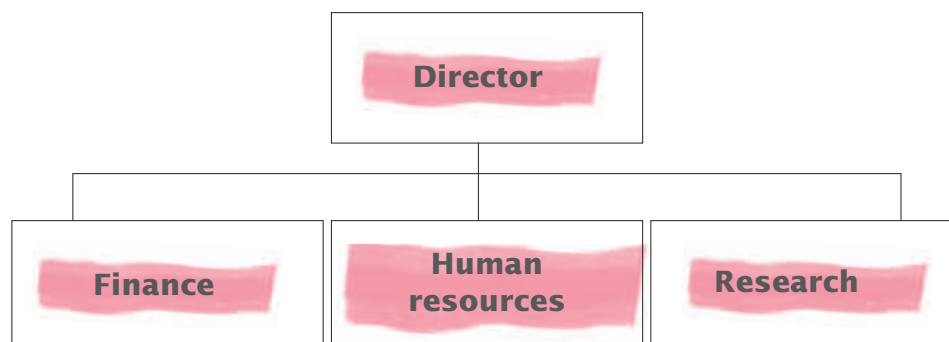 Director
Finance
Human
resources
Research